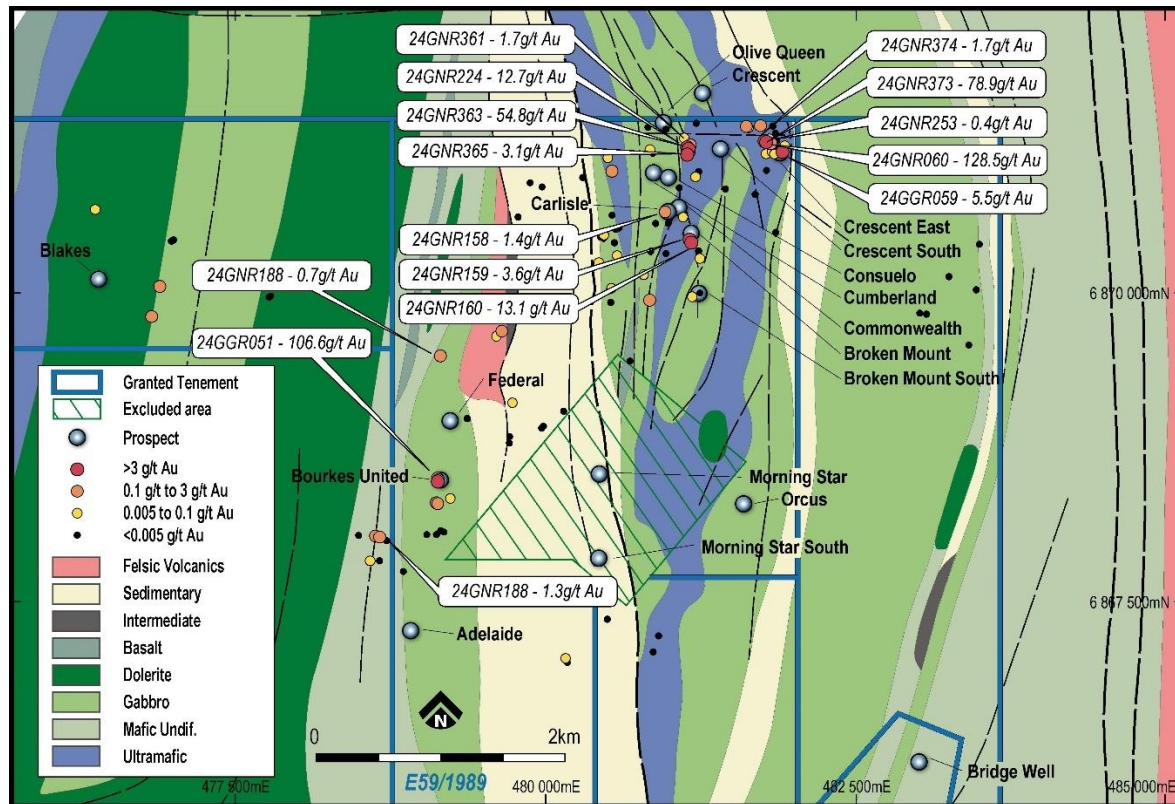 24GNR361 - 1.7g/t Au
24GNR224 - 12.7g/t Au
24GNR363 - 54.8g/t Au
24GNR365 - 3.1g/t Au
Olive Queen
Crescent
24GNR374 - 1.7g/t Au
24GNR373 - 78.9g/t Au
24GNR253 - 0.4g/t Au
24GNR060 - 128.5g/t Au
24GGR059 - 5.5g/t Au
Carlisle
24GNR158 - 1.4g/t Au
24GNR159 - 3.6g/t Au
24GNR160 - 13.1 g/t Au
Crescent East
Crescent South
Consuelo
Cumberland
Commonwealth
Broken Mount
Broken Mount South
Blakes
24GNR188 - 0.7g/t Au
24GGR051 - 106.6g/t Au
6 870 000mN
Federal
Bourkes United
Morning Star
Orcus
Morning Star South
24GNR188 - 1.3g/t Au
6 867 500mN
Adelaide
Bridge Well
Granted Tenement
Excluded area
Prospect
>3 g/t Au
0.1 g/t to 3 g/t Au
0.005 to 0.1 g/t Au
<0.005 g/t Au
Felsic Volcanics
Sedimentary
Intermediate
Basalt
Dolerite
Gabbro
Mafic Undif.
Ultramafic
N
0 2km
E59/1989
477 500mE
480 000mE
482 500mE
485 000mE